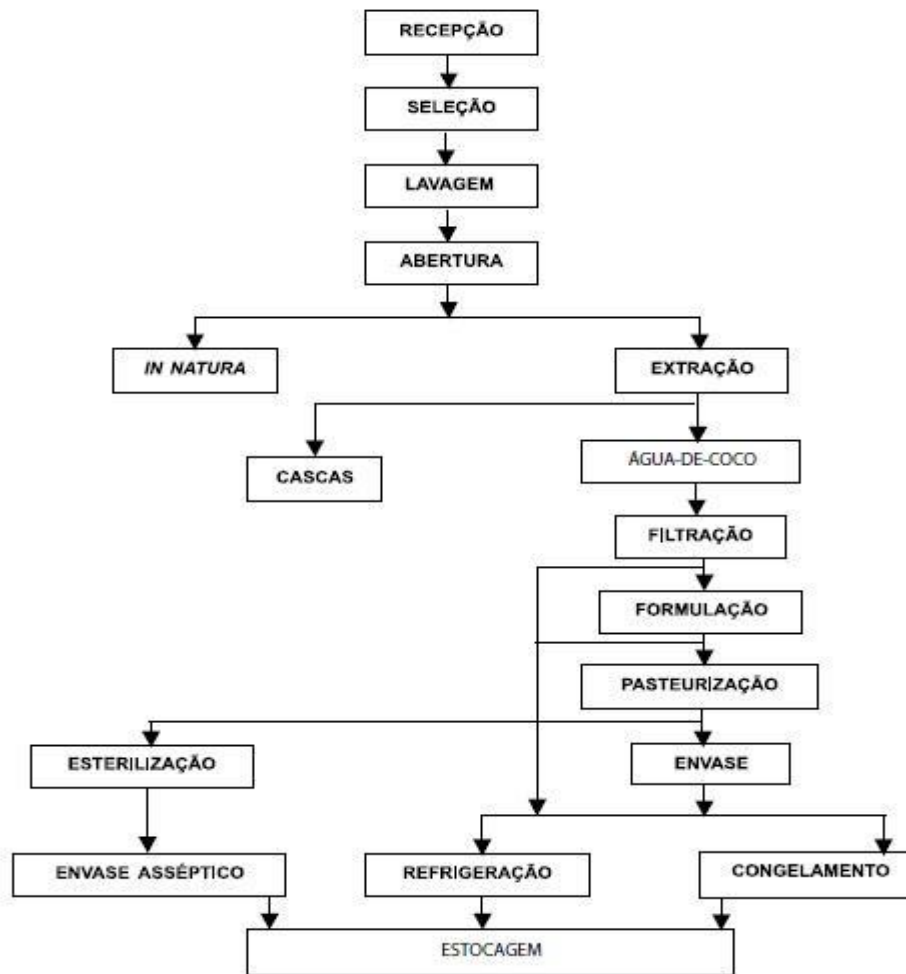 RECEPÇÃO
SELEÇÃO
LAVAGEM
ABERTURA
IN NATURA
EXTRAÇÃO
CASCAS
ÁGUA-DE-COCO
FILTRAÇÃO
FORMULAÇÃO
PASTEURIZAÇÃO
ESTERILIZAÇÃO
ENVASE
ENVASE ASSÉPTICO
REFRIGERAÇÃO
CONGELAMENTO
ESTOCAGEM